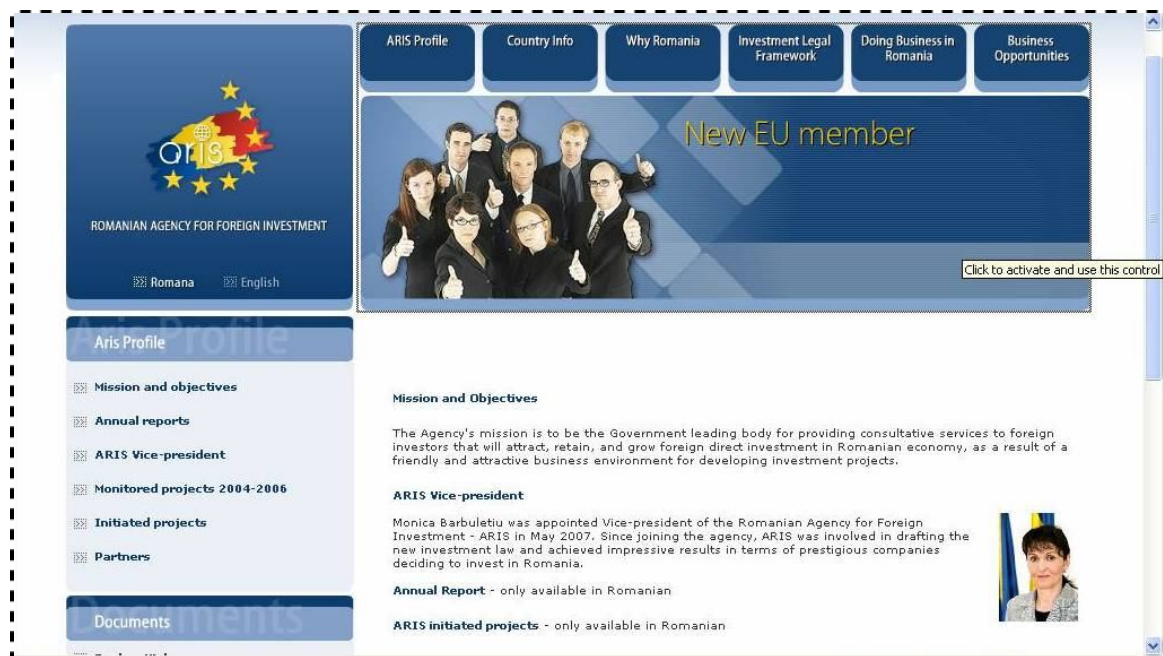 ARIS Profile
Country Info
Why Romania
Investment Legal
Framework
Doing Business in
Romania
Business
Opportunities
aris
ROMANIAN AGENCY FOR FOREIGN INVESTMENT
Romana
English
New EU member
Click to activate and use this control
Aris Profile
Aris Profile
Mission and objectives
Annual reports
ARIS Vice-president
Monitored projects 2004-2006
Initiated projects
Partners
Documents
Documents
Mission and Objectives
The Agency's mission is to be the Government leading body for providing consultative services to foreign
investors that will attract, retain, and grow foreign direct investment in Romanian economy, as a result of a
friendly and attractive business environment for developing investment projects.
ARIS Vice-president
Monica Barbuletiu was appointed Vice-president of the Romanian Agency for Foreign
Investment - ARIS in May 2007. Since joining the agency, ARIS was involved in drafting the
new investment law and achieved impressive results in terms of prestigious companies
deciding to invest in Romania.
Annual Report - only available in Romanian
ARIS initiated projects - only available in Romanian